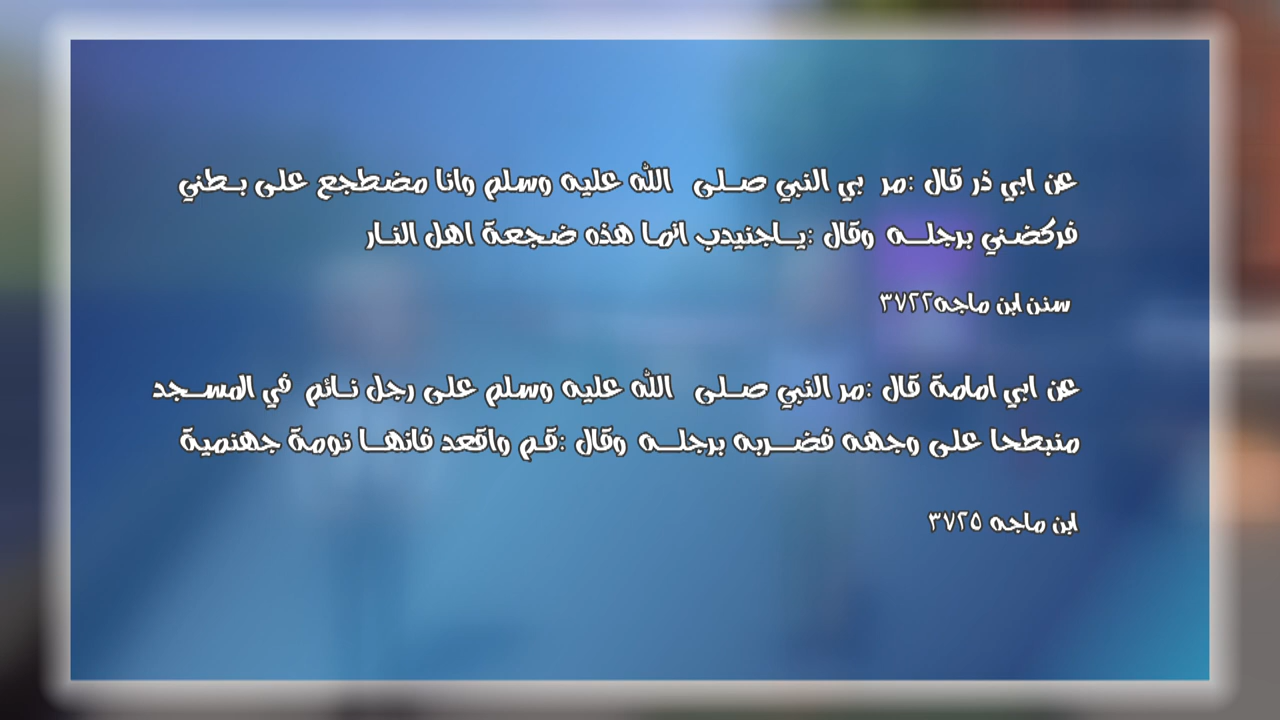 عن ابي ذر قال :مر بي النبي صلى الله عليه وسلم وانا مضطجع على بطني
فركضني برجله وقال :ياجنيدب انما هذه ضجعة اهل النار
سنن ابن ماجه٣٧٢٢
عن ابي امامة قال :مر النبي صلى الله عليه وسلم على رجل نائم في المسجد
منبطحا على وجهه فضربه برجله وقال :قم واقعد فانها نومة جهنمية
ابن ماجه ٣٧٢٥